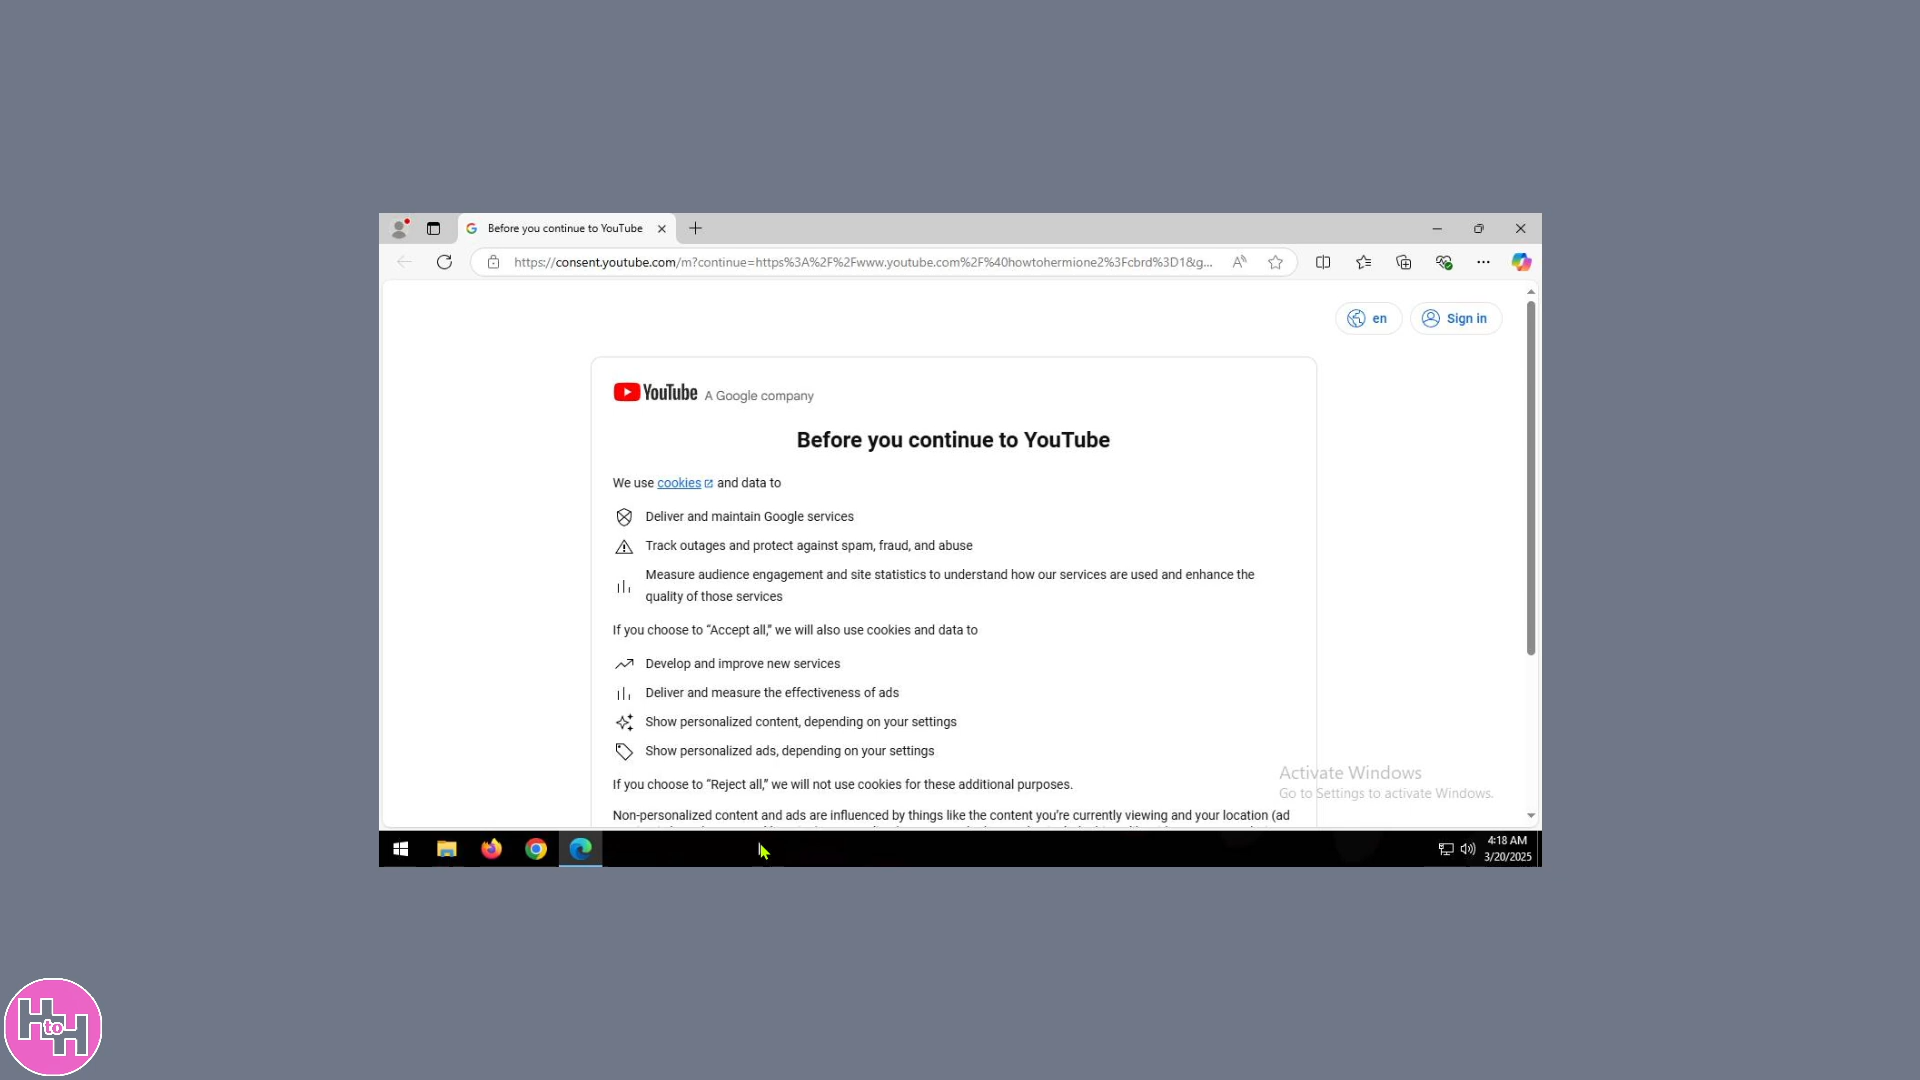 Before you continue to YouTube
https://consent.youtube.com/m?continue=https%3A%2F%2Fwww.youtube.com%2F%40howtohermione2%3Fcbrd%3D1&g...
en
Sign in
YouTube A Google company
Before you continue to YouTube
We use cookies and data to
Deliver and maintain Google services
Track outages and protect against spam, fraud, and abuse
Measure audience engagement and site statistics to understand how our services are used and enhance the
quality of those services
If you choose to “Accept all,” we will also use cookies and data to
Develop and improve new services
Deliver and measure the effectiveness of ads
Show personalized content, depending on your settings
Show personalized ads, depending on your settings
If you choose to “Reject all,” we will not use cookies for these additional purposes.
Non-personalized content and ads are influenced by things like the content you’re currently viewing and your location (ad
Activate Windows
Go to Settings to activate Windows.
4:18 AM
3/20/2025
H to H